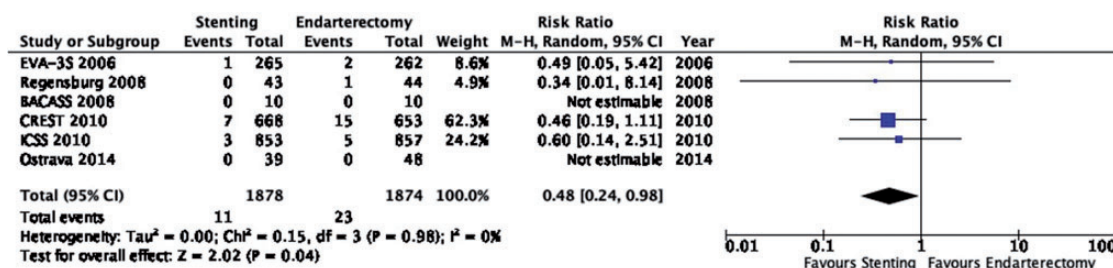 Stenting Endarterectomy Risk Ratio Risk Ratio
Study or Subgroup Events Total Events Total Weight M-H, Random, 95% CI Year M-H, Random, 95% CI
EVA-3S 2006 1 265 2 262 8.6% 0.49 [0.05, 5.42] 2006
Regensburg 2008 0 43 1 44 4.9% 0.34 [0.01, 8.14] 2008
BACASS 2008 0 10 0 10 Not estimable 2008
CREST 2010 7 668 15 653 62.3% 0.46 [0.19, 1.11] 2010
ICSS 2010 3 853 5 857 24.2% 0.60 [0.14, 2.51] 2010
Ostrava 2014 0 39 0 48 Not estimable 2014
Total (95% CI) 1878 1874 100.0% 0.48 [0.24, 0.98]
Total events 11 23
Heterogeneity: Tau² = 0.00; Chi² = 0.15, df = 3 (P = 0.98); I² = 0%
Test for overall effect: Z = 2.02 (P = 0.04)
0.01 0.1 1 10 100
Favours Stenting Favours Endarterectomy